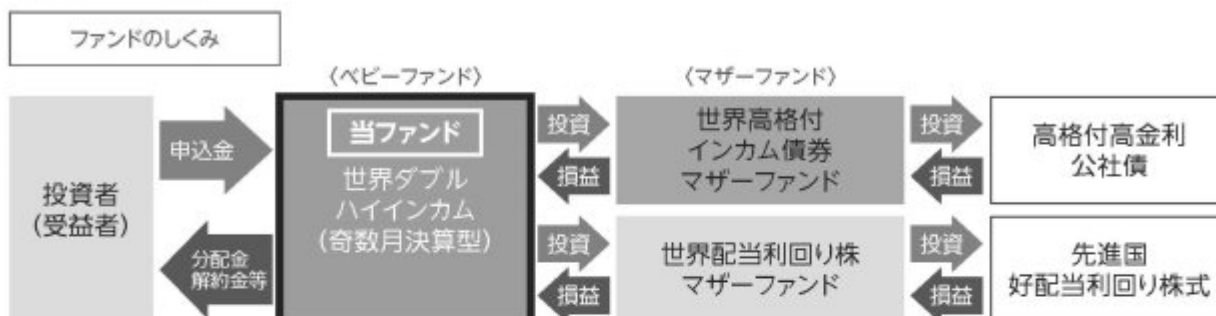 ファンドのしくみ
〈ベビーファンド〉
〈マザーファンド〉
投資者
(受益者)
申込金
分配金
解約金等
当ファンド
世界ダブル
ハイインカム
(奇数月決算型)
投資
損益
世界高格付
インカム債券
マザーファンド
投資
損益
高格付高金利
公社債
投資
損益
世界配当利回り株
マザーファンド
投資
損益
先進国
好配当利回り株式